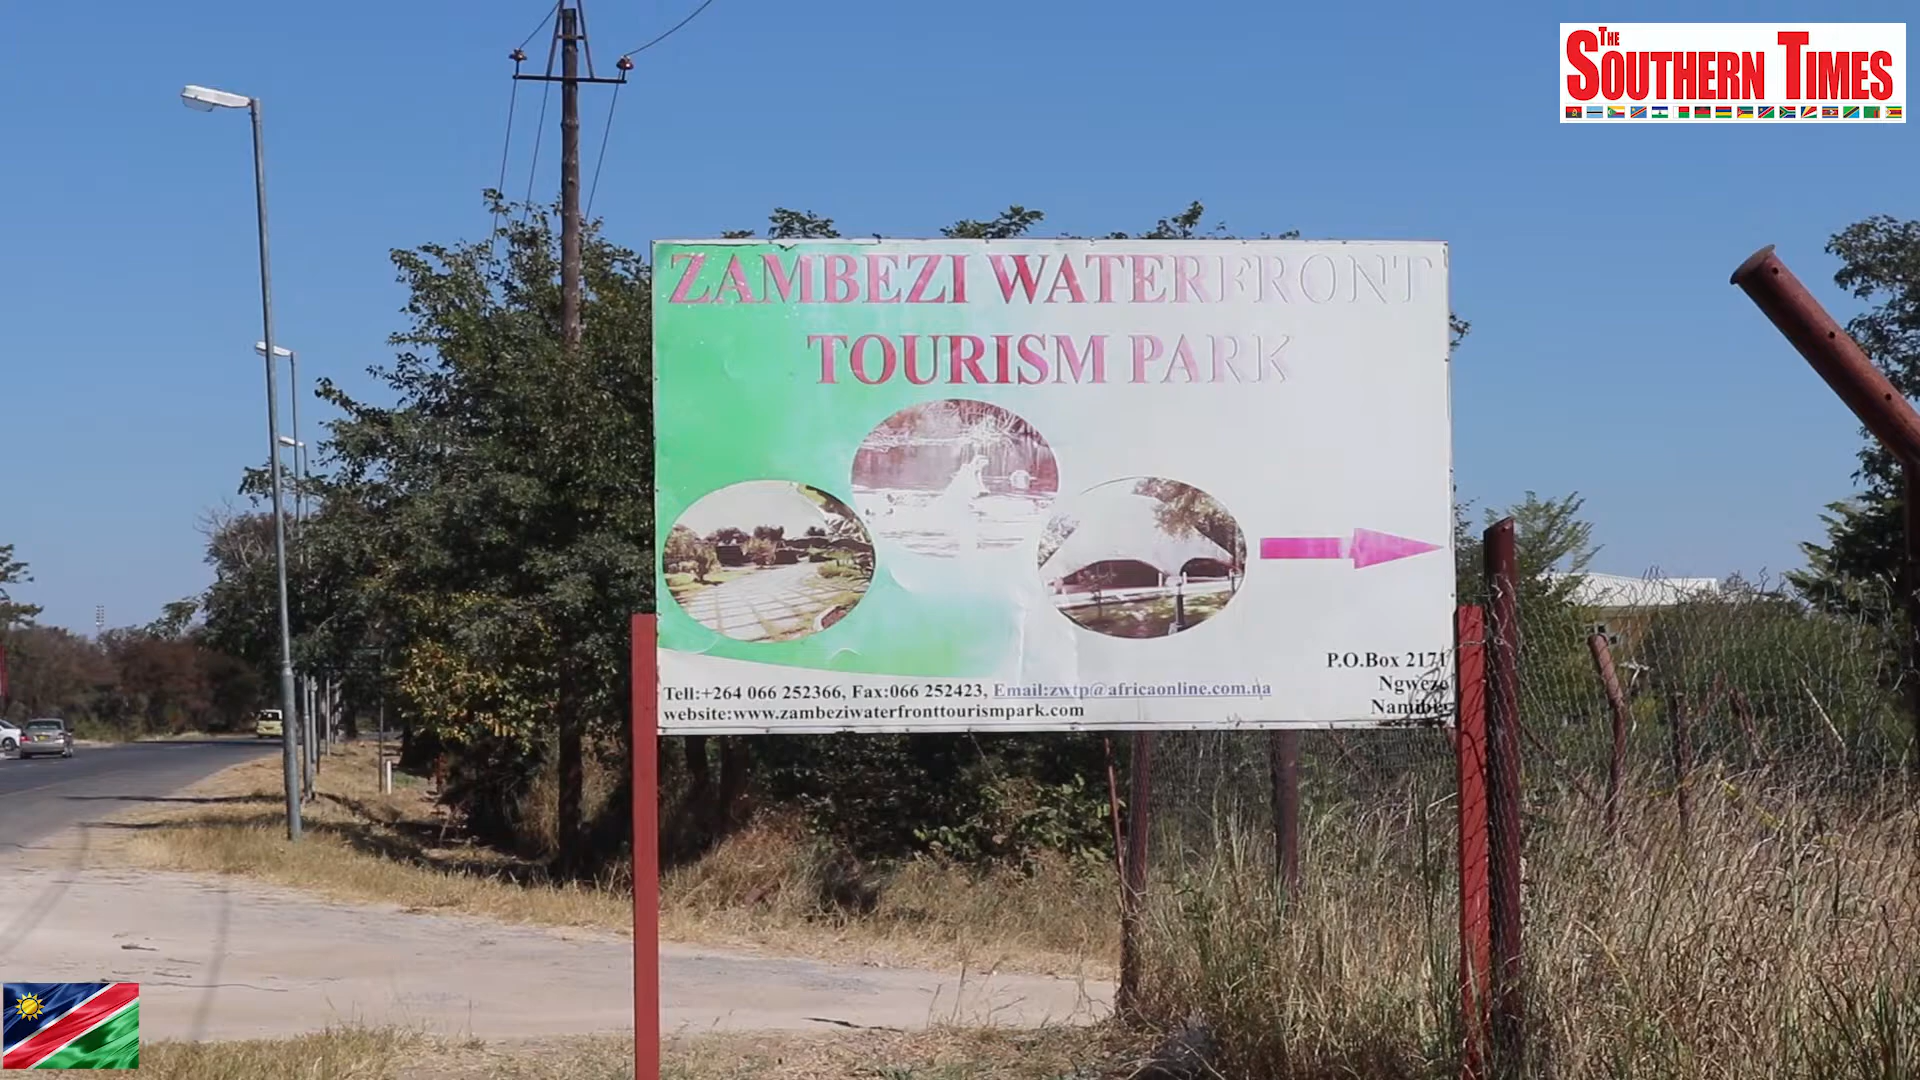 THE
SOUTHERN TIMES
ZAMBEZI WATERFRONT
TOURISM PARK
P.O.Box 2171
Ngweze
Namibia
Tell:+264 066 252366, Fax:066 252423, Email:zwtp@africaonline.com.na
website:www.zambeziwaterfronttourismpark.com